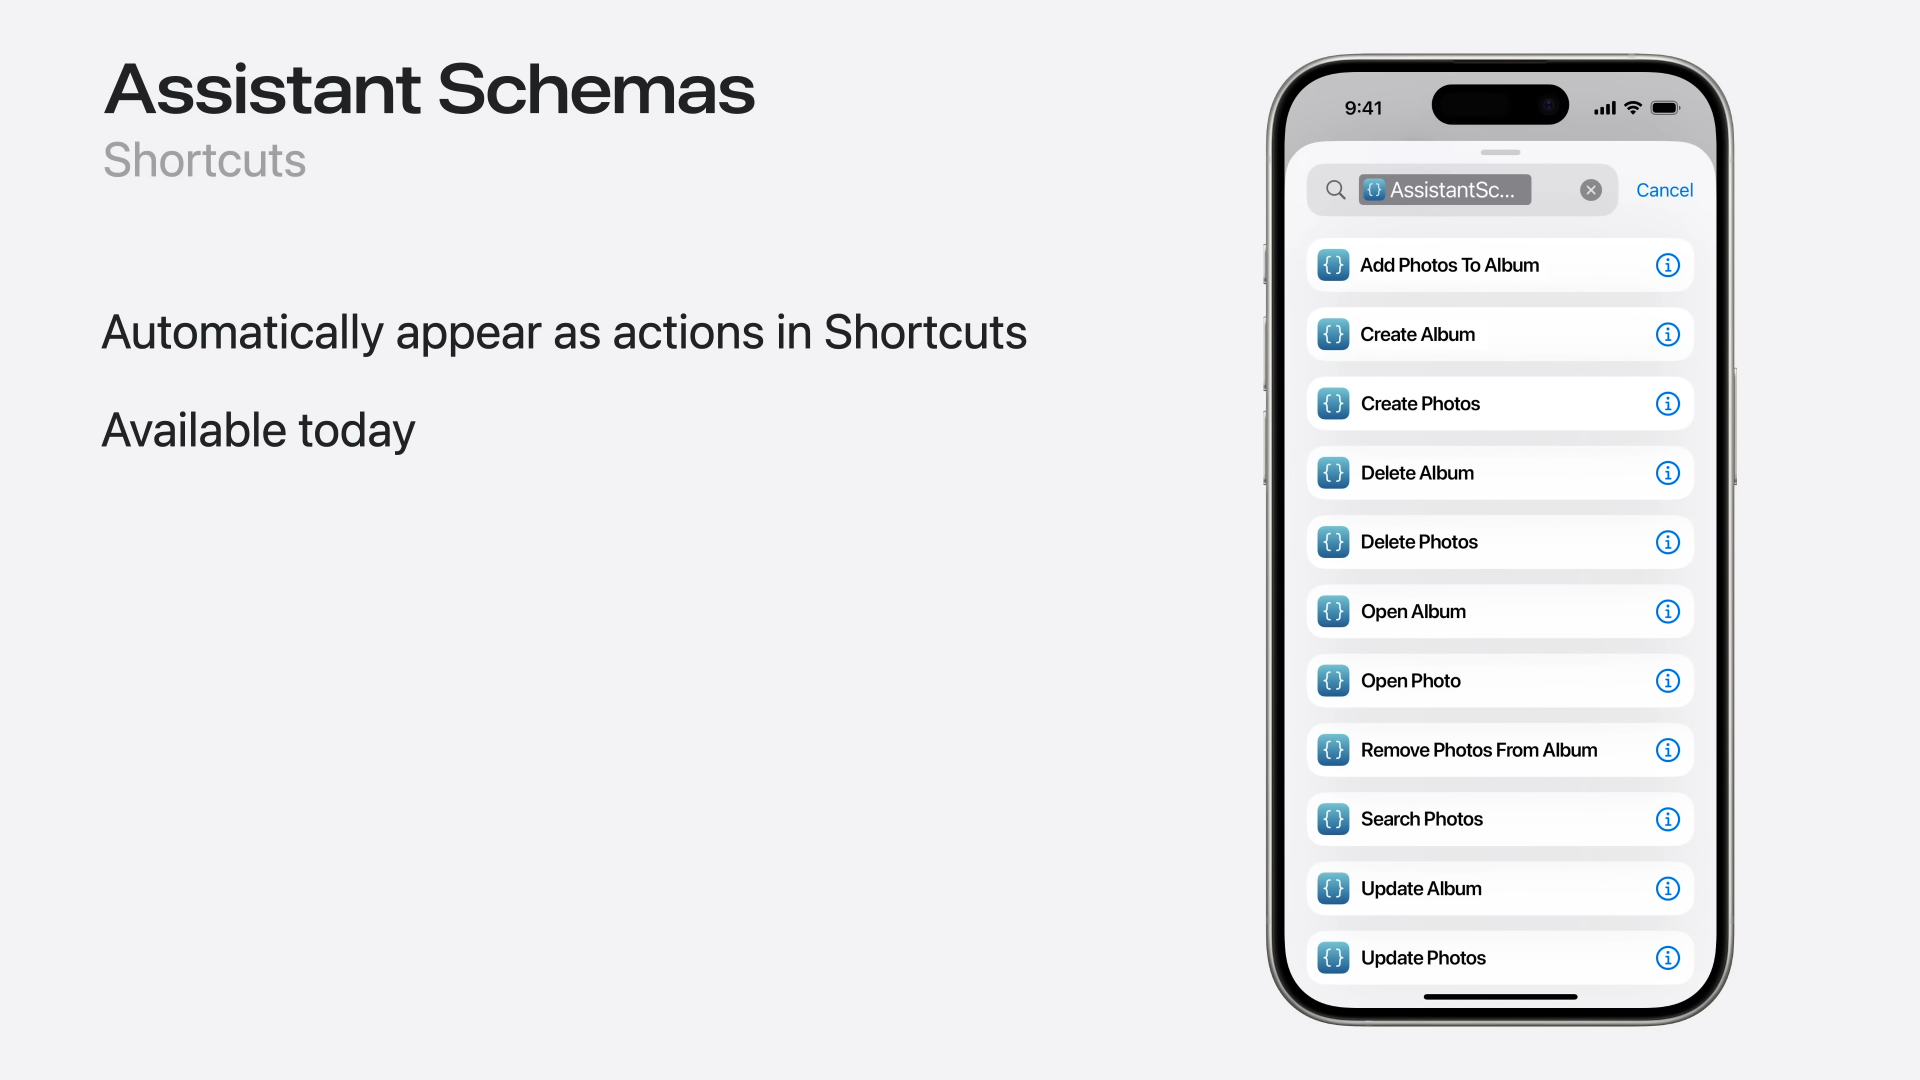 Assistant Schemas
Shortcuts
Automatically appear as actions in Shortcuts
Available today
9:41
{} AssistantSc...
Cancel
{} Add Photos To Album
{} Create Album
{} Create Photos
{} Delete Album
{} Delete Photos
{} Open Album
{} Open Photo
{} Remove Photos From Album
{} Search Photos
{} Update Album
{} Update Photos